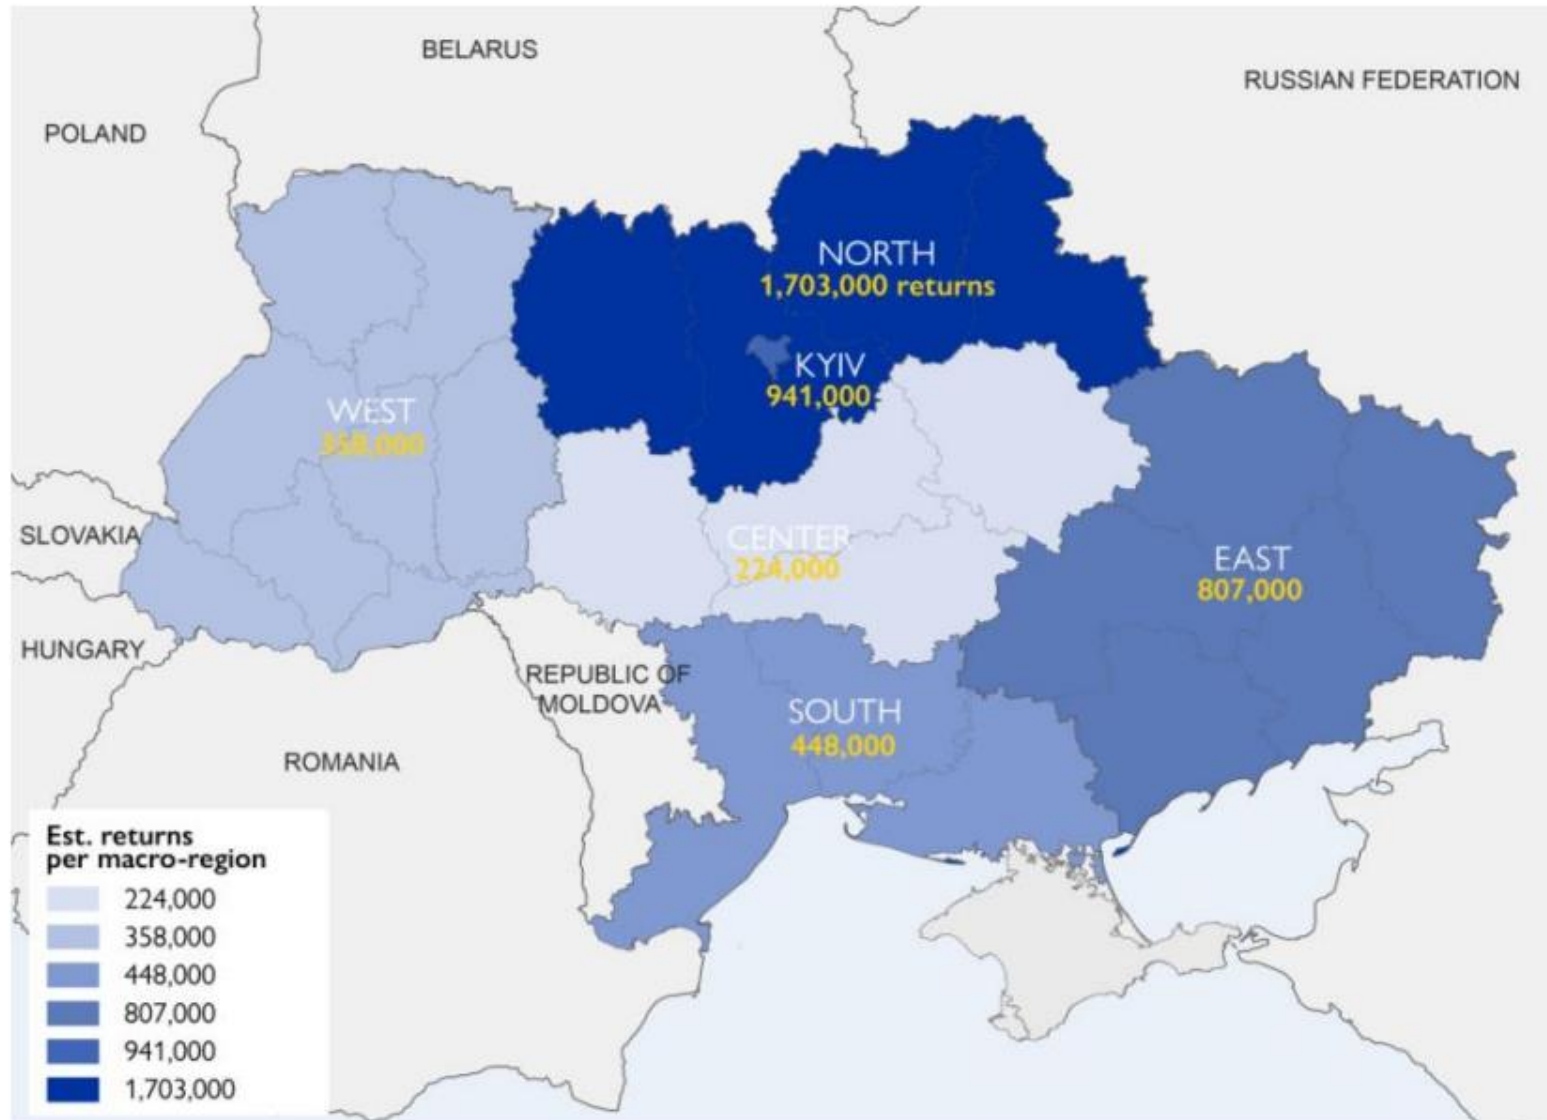 BELARUS
RUSSIAN FEDERATION
POLAND
NORTH
1,703,000 returns
KYIV
941,000
WEST
358,000
SLOVAKIA
CENTER
224,000
EAST
807,000
HUNGARY
REPUBLIC OF
MOLDOVA
SOUTH
448,000
ROMANIA
Est. returns
per macro-region
224,000
358,000
448,000
807,000
941,000
1,703,000